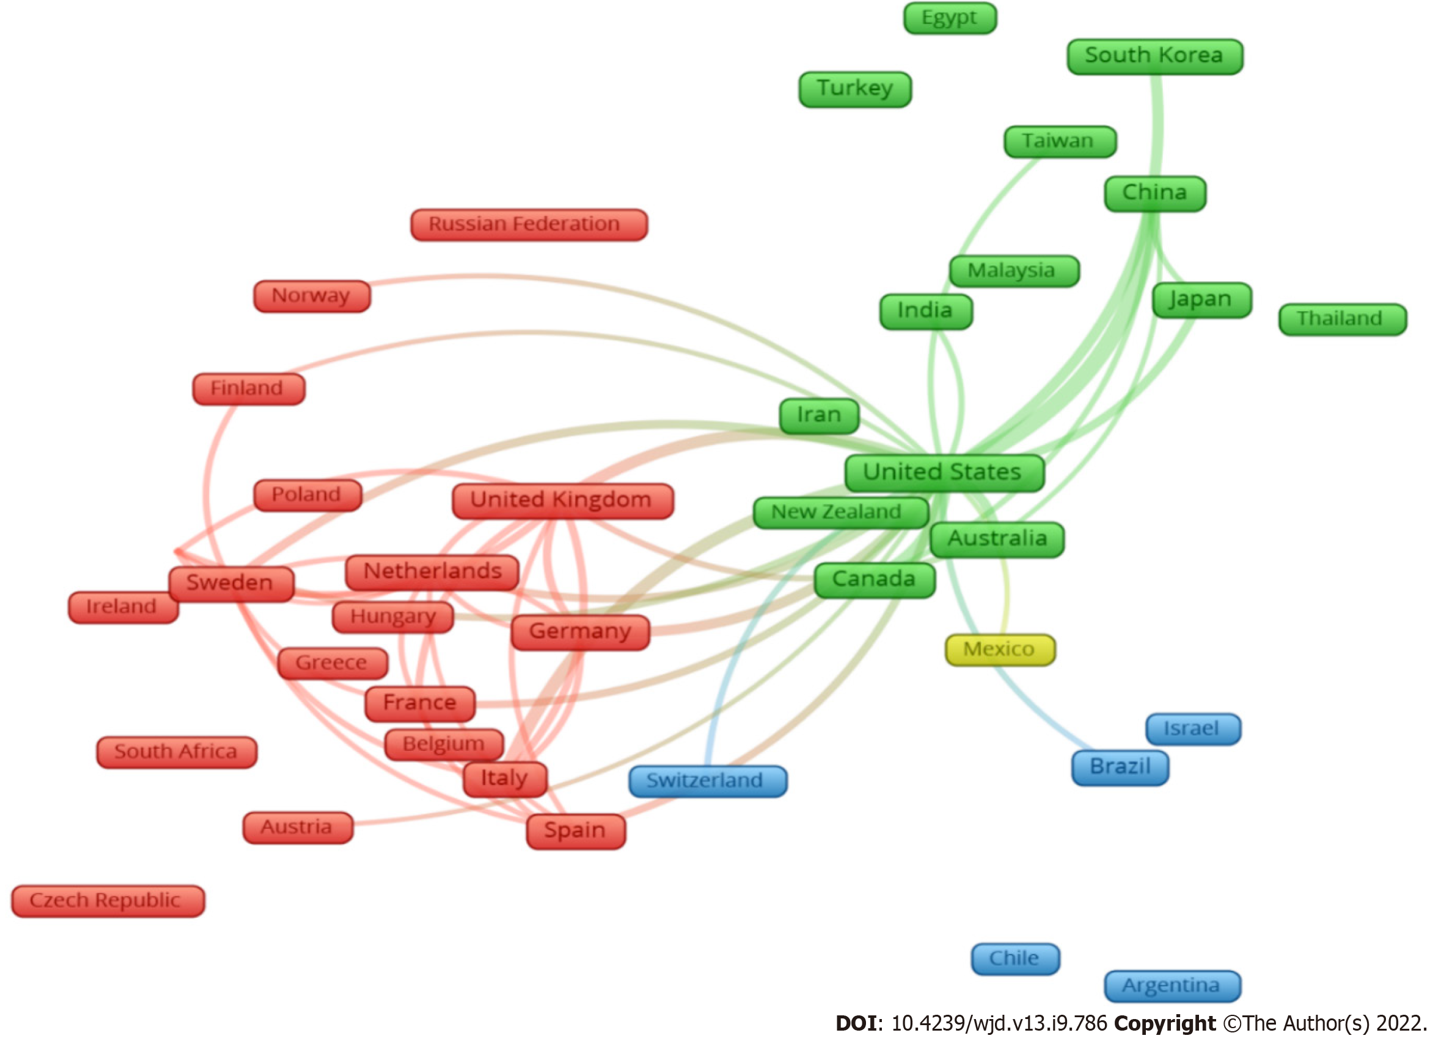 Egypt
South Korea
Turkey
Taiwan
China
Russian Federation
Malaysia
Norway
India
Japan
Thailand
Finland
Iran
United States
Poland
United Kingdom
New Zealand
Australia
Netherlands
Sweden
Canada
Ireland
Hungary
Germany
Mexico
Greece
France
Israel
Belgium
South Africa
Italy
Switzerland
Brazil
Austria
Spain
Czech Republic
Chile
Argentina
DOI: 10.4239/wjd.v13.i9.786 Copyright ©The Author(s) 2022.